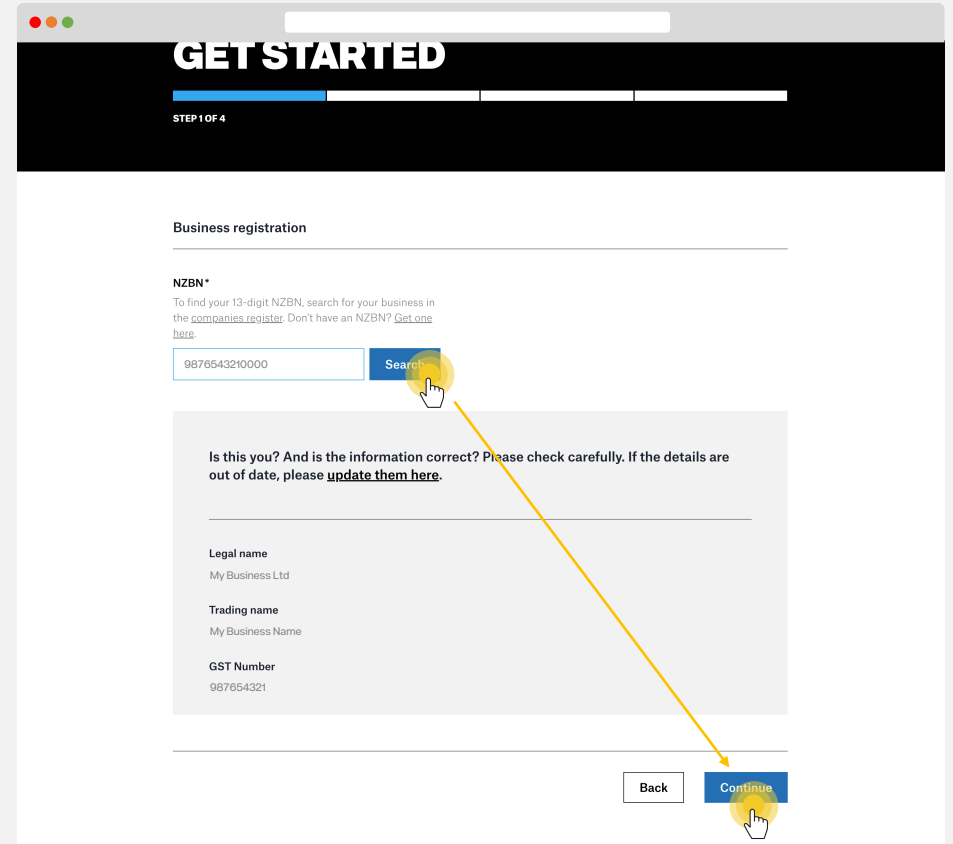 GET STARTED
STEP 1 OF 4
Business registration
NZBN*
To find your 13-digit NZBN, search for your business in
the companies register. Don't have an NZBN? Get one
here.
9876543210000
Search
Is this you? And is the information correct? Please check carefully. If the details are
out of date, please update them here.
Legal name
My Business Ltd
Trading name
My Business Name
GST Number
987654321
Back
Continue